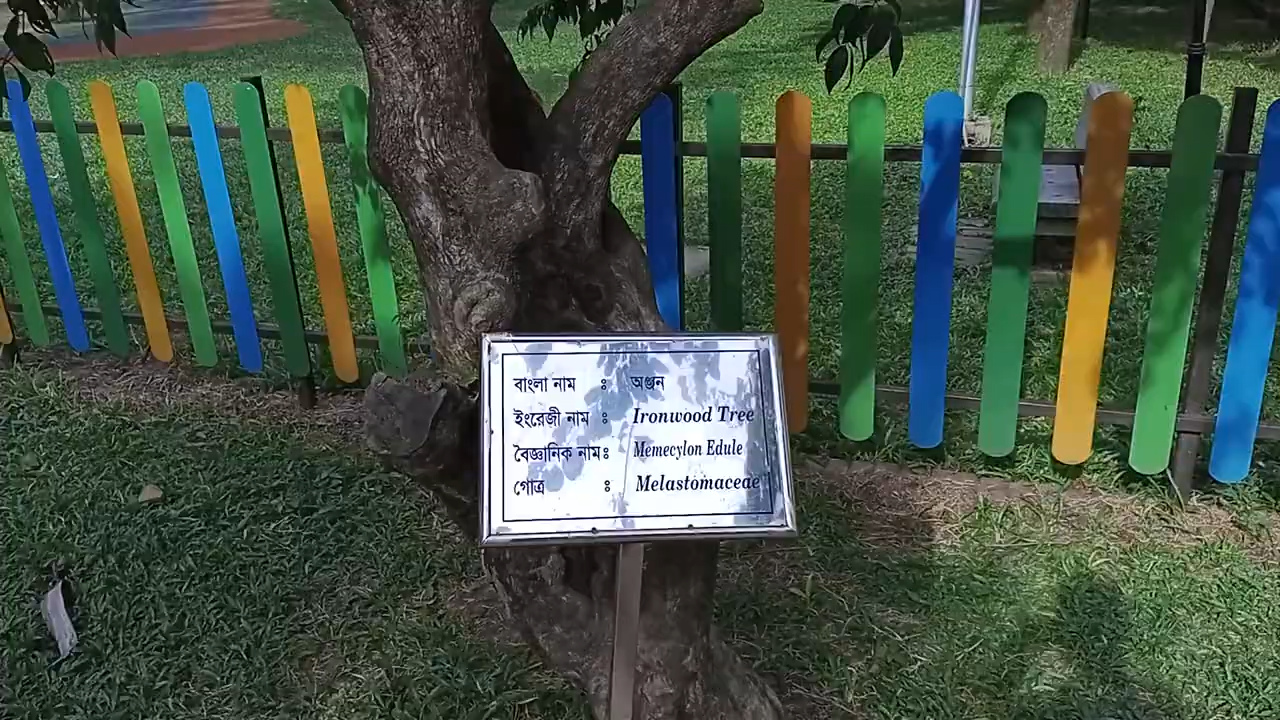 বাংলা নাম : অঞ্জন
ইংরেজী নাম : Ironwood Tree
বৈজ্ঞানিক নাম: Memecylon Edule
গোত্র : Melastomaceae